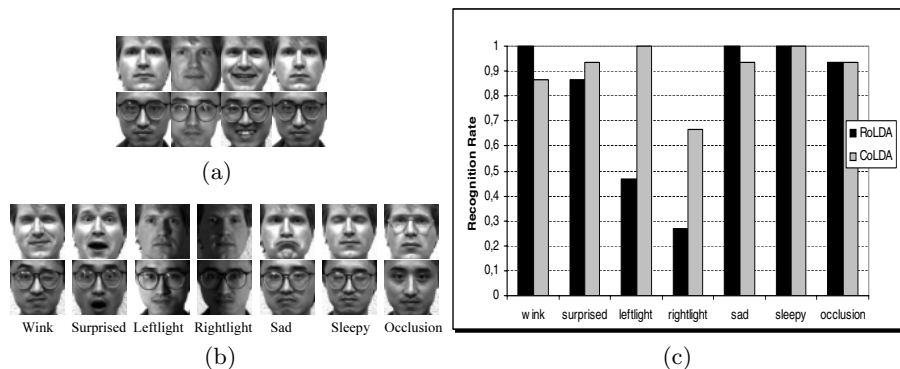 (a)
Wink Surprised Leftlight Rightlight Sad Sleepy Occlusion
(b)
Recognition Rate
1
0,9
0,8
0,7
0,6
0,5
0,4
0,3
0,2
0,1
0
wink surprised leftlight rightlight sad sleepy occlusion
RoLDA
CoLDA
(c)